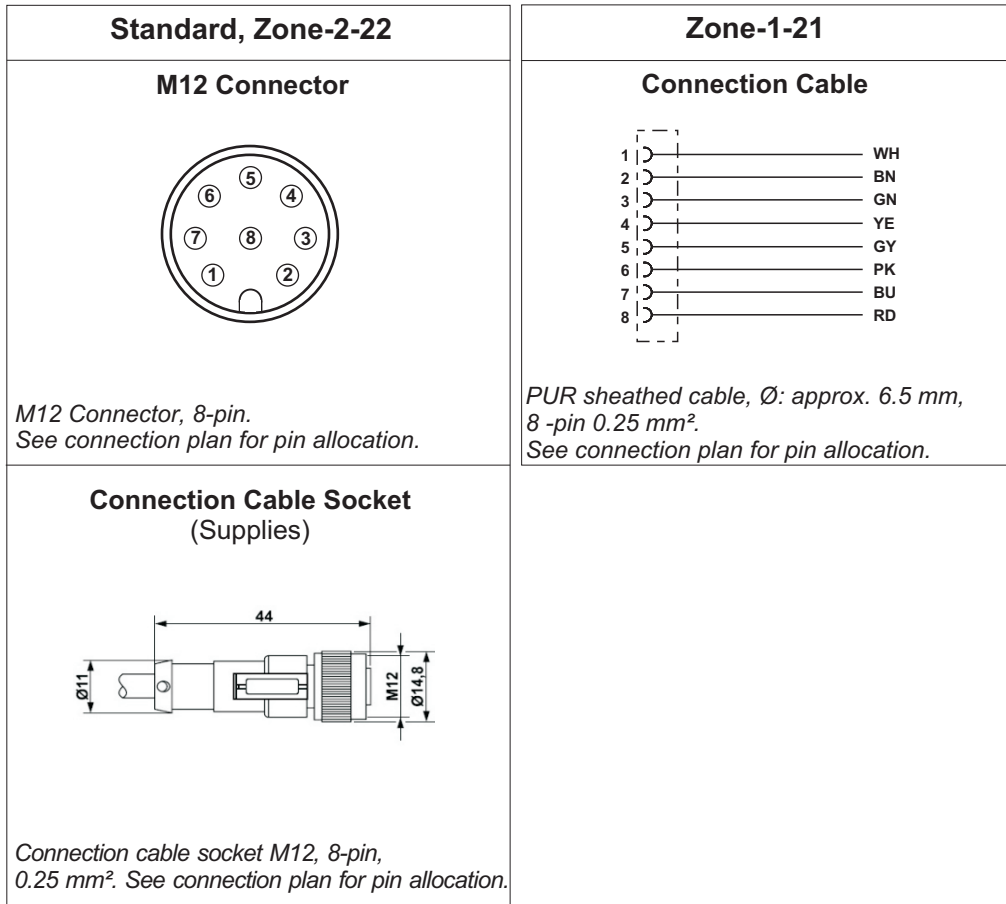 Standard, Zone-2-22
M12 Connector
5
6
4
7
8
3
1
2
M12 Connector, 8-pin.
See connection plan for pin allocation.
Connection Cable Socket
(Supplies)
44
Ø11
M12
Ø14,8
Connection cable socket M12, 8-pin,
0.25 mm². See connection plan for pin allocation.
Zone-1-21
Connection Cable
1 WH
2 BN
3 GN
4 YE
5 GY
6 PK
7 BU
8 RD
PUR sheathed cable, Ø: approx. 6.5 mm,
8 -pin 0.25 mm².
See connection plan for pin allocation.